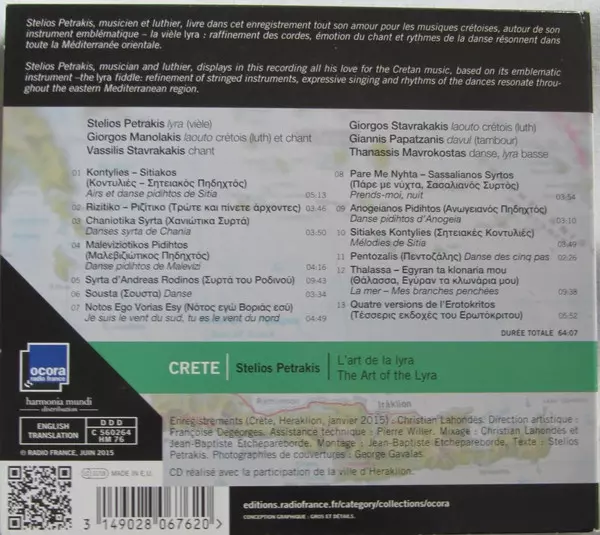 Stelios Petrakis, musicien et luthier, livre dans cet enregistrement tout son amour pour les musiques crétoises, autour de son
instrument emblématique – la vièle lyra : raffinement des cordes, émotion du chant et rythmes de la danse résonnent dans
toute la Méditerranée orientale.
Stelios Petrakis, musician and luthier, displays in this recording all his love for the Cretan music, based on its emblematic
instrument –the lyra fiddle: refinement of stringed instruments, expressive singing and rhythms of the dances resonate throu-
ghout the eastern Mediterranean region.
Stelios Petrakis lyra (vièle)
Giorgos Manolakis laouto crétois (luth) et chant
Vassilis Stavrakakis chant
Giorgos Stavrakakis laouto crétois (luth)
Giannis Papatzanis davul (tambour)
Thanassis Mavrokostas danse, lyra basse
01 Kontylies – Sitiakos
(Κοντυλιές – Σητειακός Πηδηχτός)
Airs et danse pidihtos de Sitia 05:13
02 Rizitiko – Ριζίτικο (Τρώτε και πίνετε άρχοντες) 03:46
03 Chaniotika Syrta (Χανιώτικα Συρτά)
Danses syrta de Chania 03:50
04 Maleviziotikos Pidihtos
(Μαλεβιζιώτικος Πηδηχτός)
Danse pidihtos de Malevizi 04:16
05 Syrta d'Andreas Rodinos (Συρτά του Ροδινού) 09:43
06 Sousta (Σούστα) Danse 03:34
07 Notos Ego Vorias Esy (Νότος εγώ Βοριάς εσύ)
Je suis le vent du sud, tu es le vent du nord 04:49
08 Pare Me Nyhta – Sassalianos Syrtos
(Πάρε με νύχτα, Σασαλιανός Συρτός)
Prends-moi, nuit 03:54
09 Anogeianos Pidihtos (Ανωγειανός Πηδηχτός)
Danse pidihtos d'Anogeia 03:10
10 Sitiakes Kontylies (Σητειακές Κοντυλιές)
Mélodies de Sitia 03:49
11 Pentozalis (Πεντοζάλης) Danse des cinq pas 02:26
12 Thalassa – Egyran ta klonaria mou
(Θάλασσα, Εγύραν τα κλωνάρια μου)
La mer – Mes branches penchées 09:38
13 Quatre versions de l'Erotokritos
(Τέσσερις εκδοχές του Ερωτόκριτου) 05:52
DURÉE TOTALE 64:07
CRETE | Stelios Petrakis | L'art de la lyra
The Art of the Lyra
ocora
radio france
harmonia mundi
distribution
ENGLISH
TRANSLATION
D D D
C 560264
HM 76
℗ RADIO FRANCE, JUIN 2015
Iraklion
Enregistrements (Crète, Heraklion, janvier 2015) : Christian Lahondès. Direction artistique :
Françoise Degeorges. Assistance technique : Pierre Willer. Mixage : Christian Lahondès et
Jean-Baptiste Etchepareborde. Montage : Jean-Baptiste Etchepareborde, Texte : Stelios
Petrakis. Photographies de couvertures : George Gavalas.
CD réalisé avec la participation de la ville d'Heraklion.
MADE IN E.U.
3 149028 067620
editions.radiofrance.fr/category/collections/ocora
CONCEPTION GRAPHIQUE : GROS ET DÉTAILS.